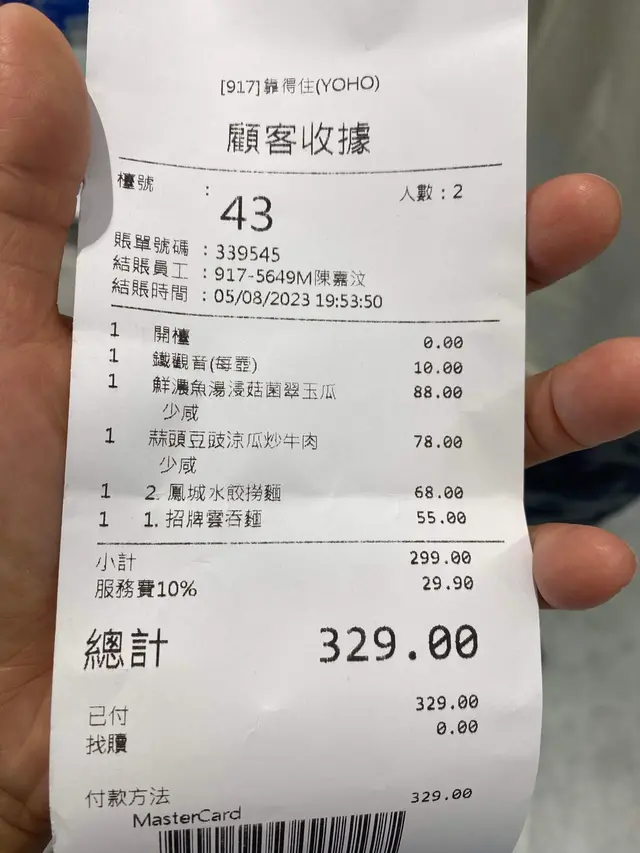 [917]靠得住(YOHO)
顧客收據
檯號 : 43 人數：2
賬單號碼 : 339545
結賬員工 : 917-5649M陳嘉汶
結賬時間 : 05/08/2023 19:53:50
1 開檯 0.00
1 鐵觀音(每壺) 10.00
1 鮮濃魚湯浸菇菌翠玉瓜 88.00
少咸
1 蒜頭豆豉涼瓜炒牛肉 78.00
少咸
1 2. 鳳城水餃撈麵 68.00
1 1. 招牌雲吞麵 55.00
小計 299.00
服務費10% 29.90
總計 329.00
已付 329.00
找贖 0.00
付款方法 329.00
MasterCard